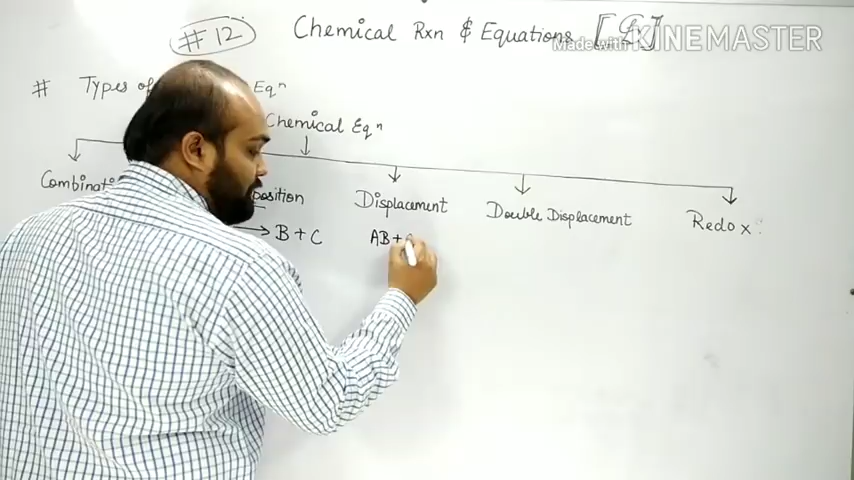 #12 Chemical Rxn & Equations
Made with KINEMASTER
# Types of Eqⁿ
Chemical Eqⁿ
Displacement Double Displacement Redox:
→ B + C AB +